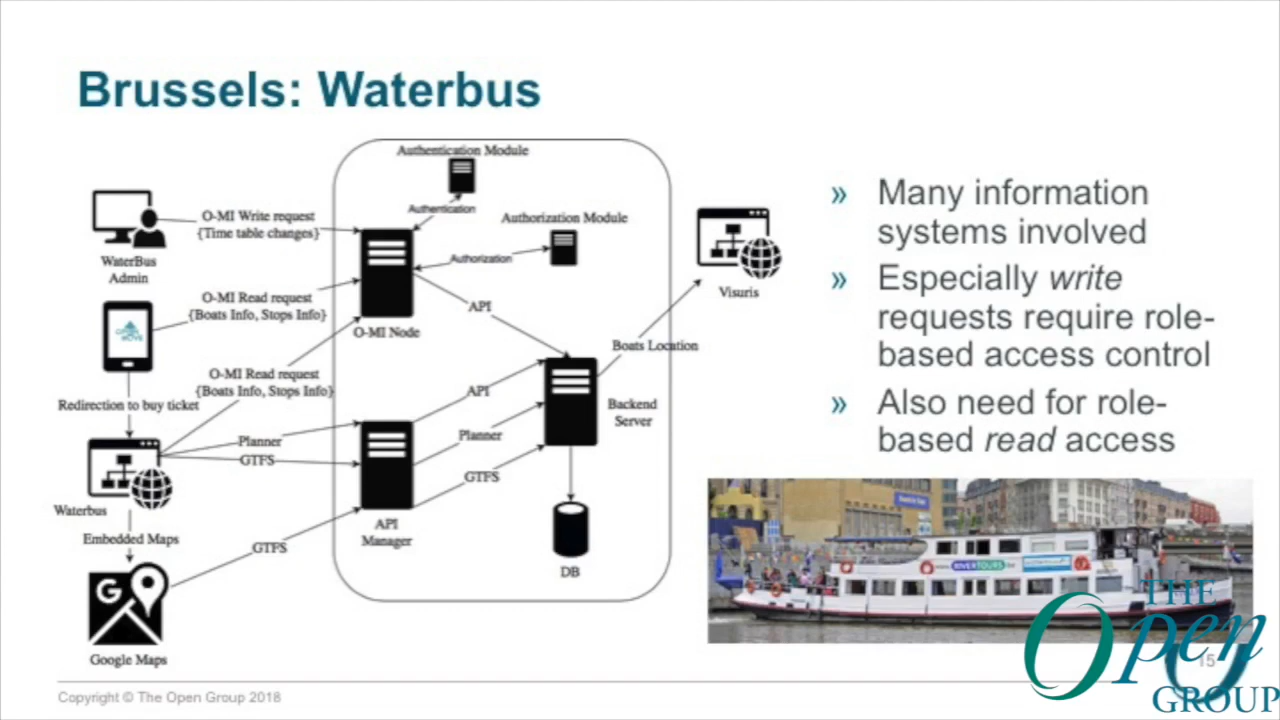 Brussels: Waterbus
Authentication Module
Authentication
O-MI Write request
{Time table changes}
Authorization Module
WaterBus
Admin
Authorization
O-MI Read request
{Boats Info, Stops Info}
API
Visuris
O-MI Node
Boats Location
O-MI Read request
{Boats Info, Stops Info}
API
Redirection to buy ticket
Backend
Server
Planner
Planner
GTFS
GTFS
Waterbus
API
Manager
Embedded Maps
GTFS
DB
G
Google Maps
» Many information
systems involved
» Especially write
requests require role-
based access control
» Also need for role-
based read access
RIVERTOURS
15
THE
Open
GROUP
Copyright © The Open Group 2018